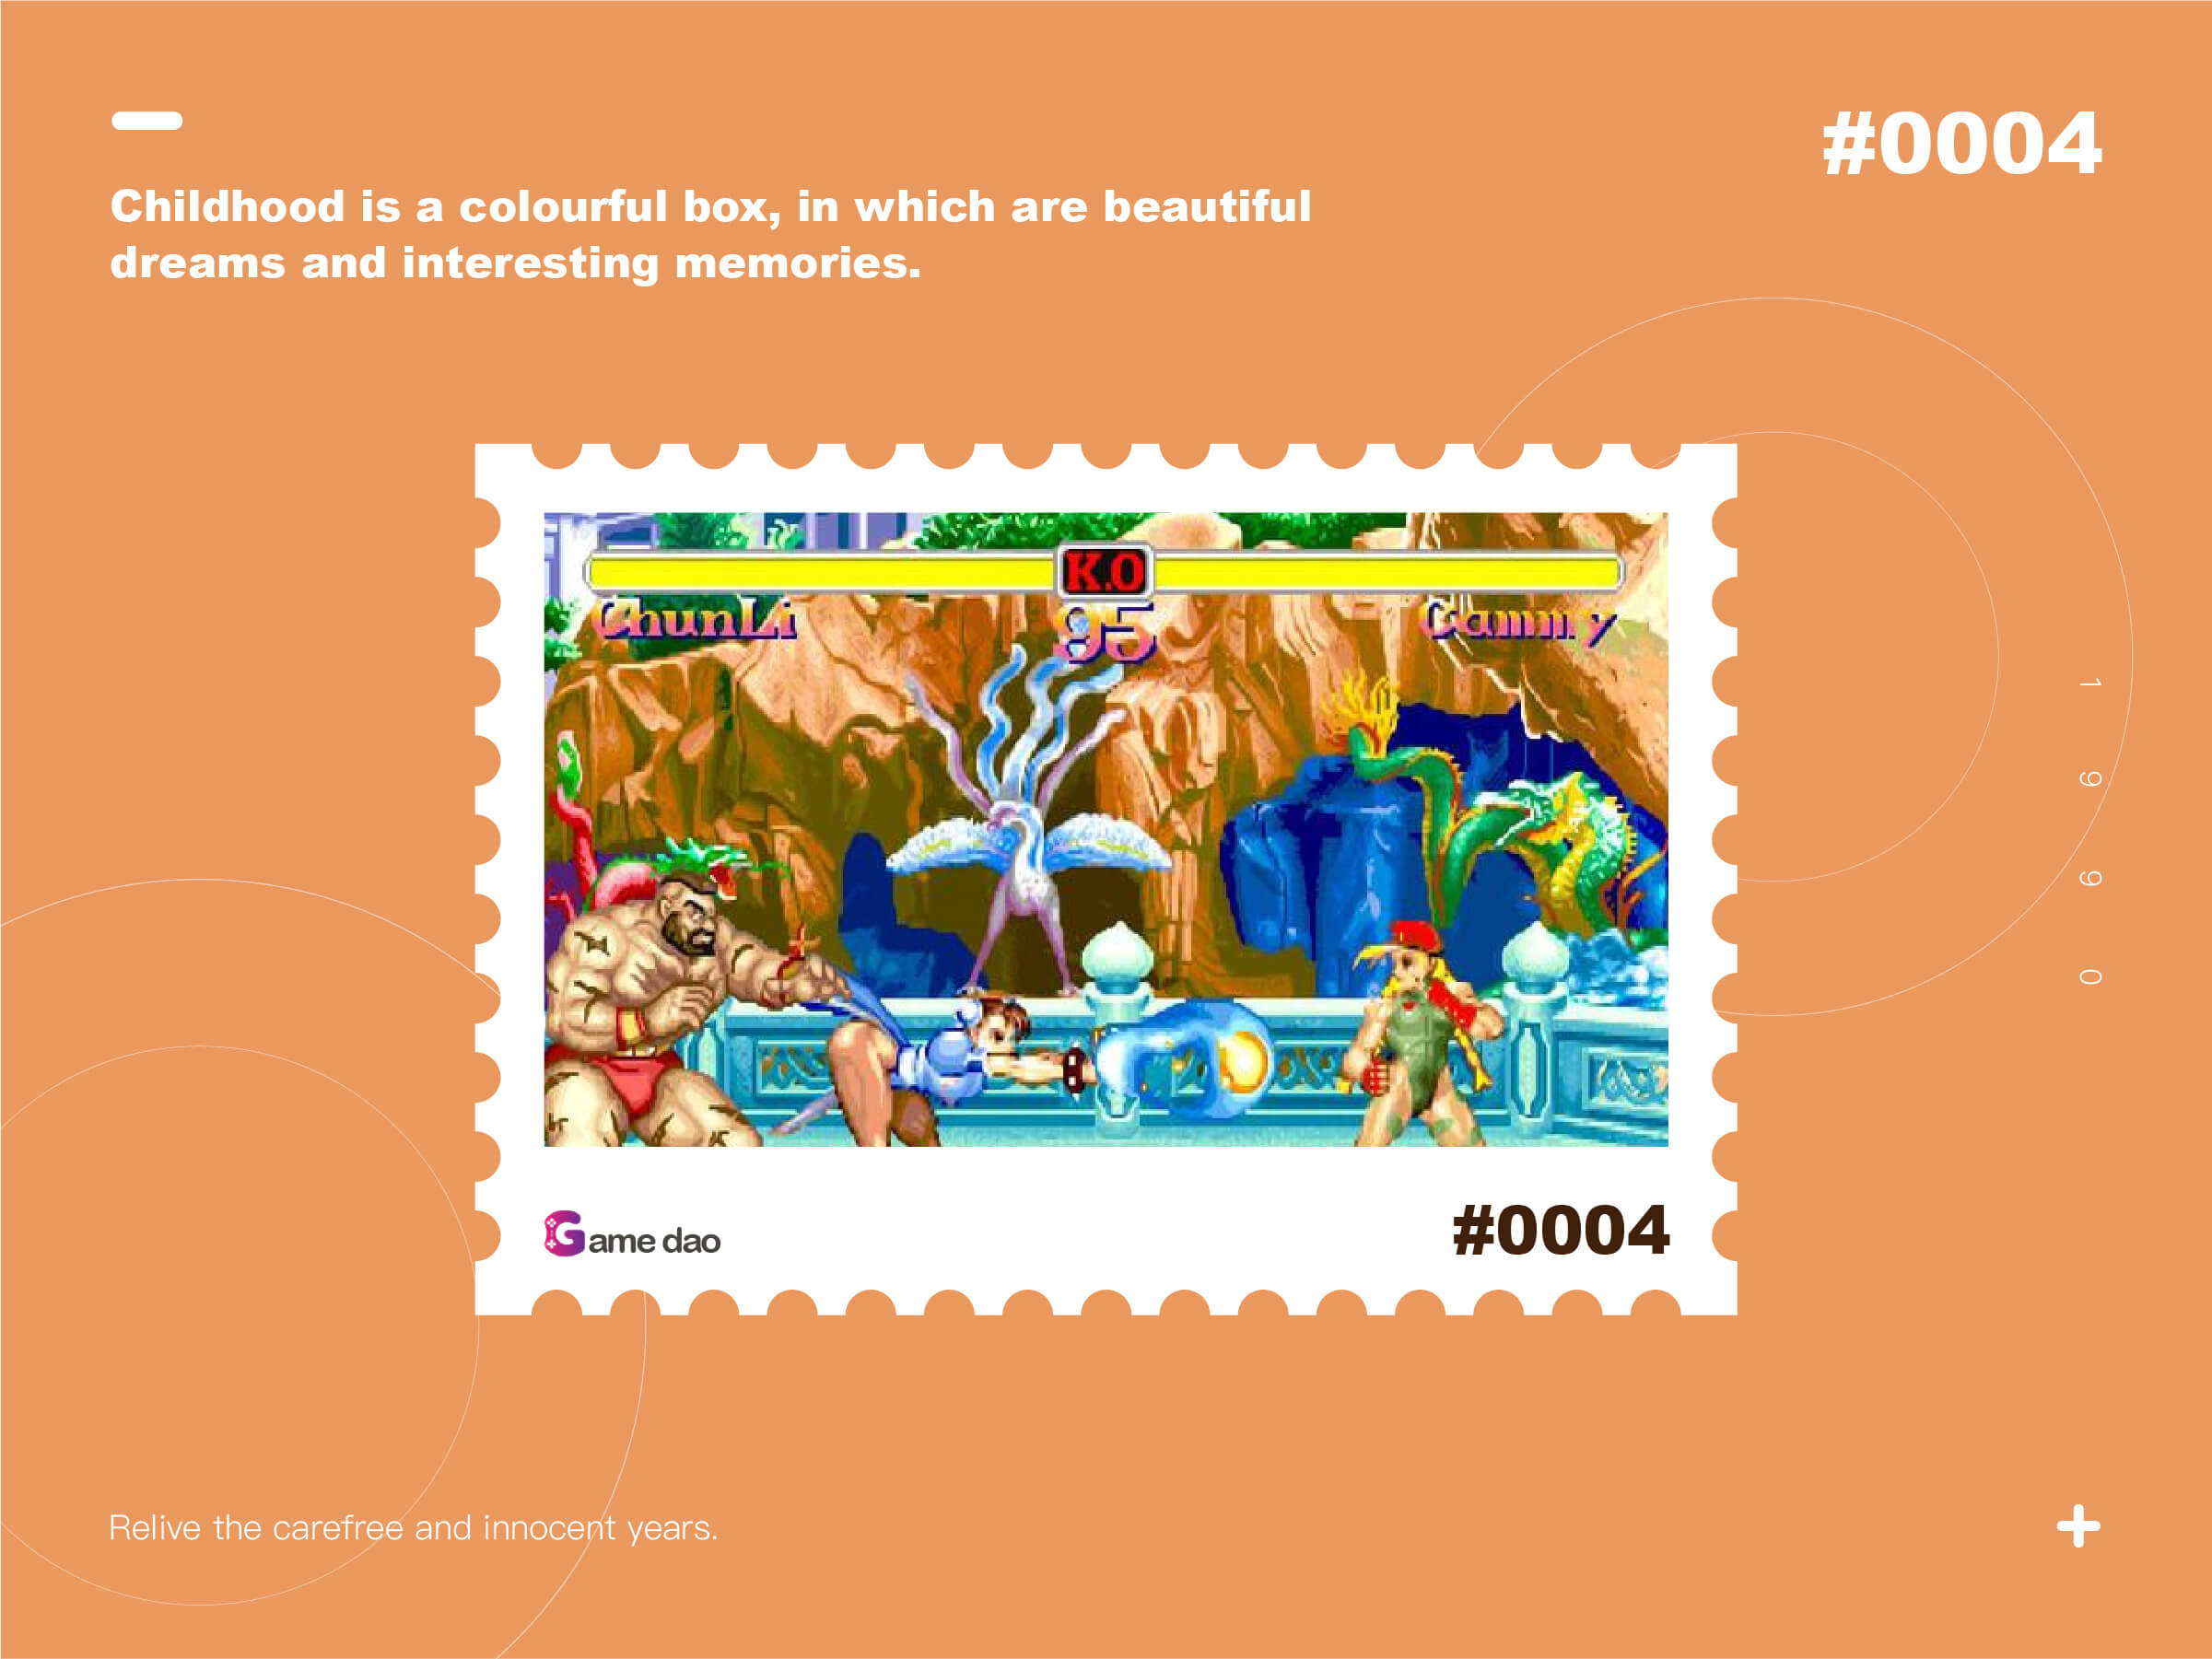 #0004
Childhood is a colourful box, in which are beautiful
dreams and interesting memories.
K.O
ChunLi
95
Cammy
1990
Game dao
#0004
Relive the carefree and innocent years.